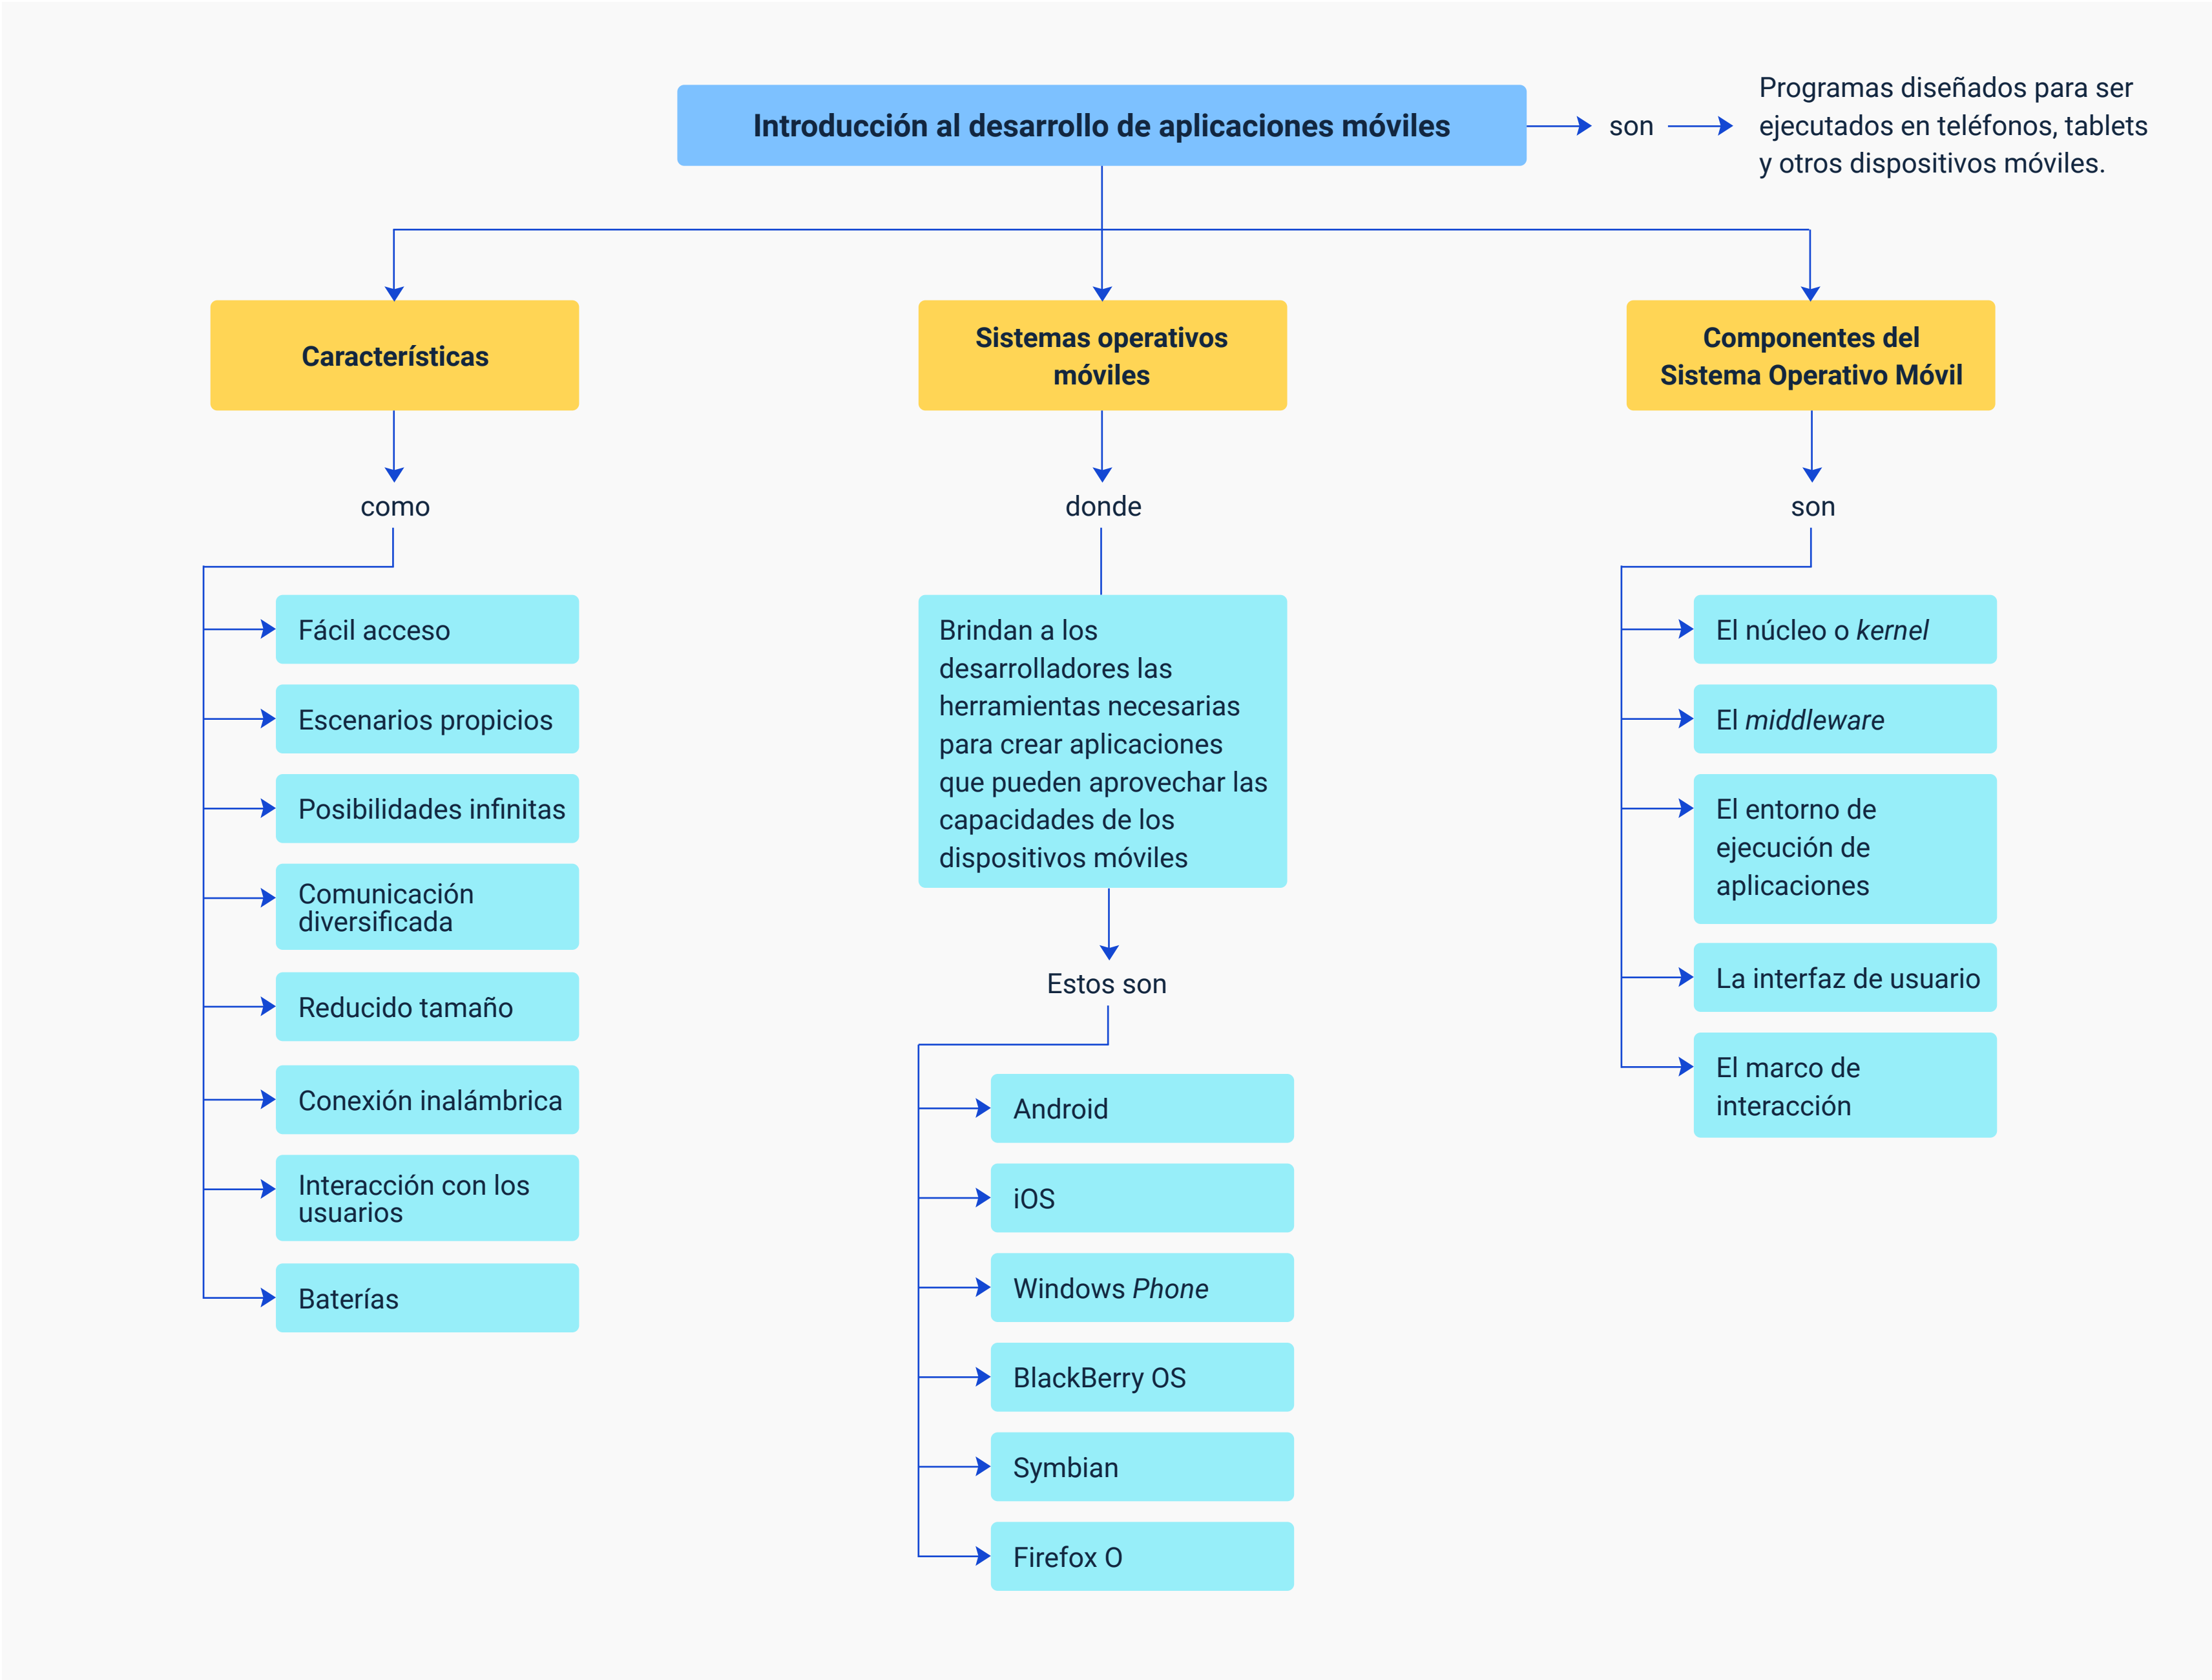 Introducción al desarrollo de aplicaciones móviles
son
Programas diseñados para ser
ejecutados en teléfonos, tablets
y otros dispositivos móviles.
Características
como
Fácil acceso
Escenarios propicios
Posibilidades infinitas
Comunicación
diversificada
Reducido tamaño
Conexión inalámbrica
Interacción con los
usuarios
Baterías
Sistemas operativos
móviles
donde
Brindan a los
desarrolladores las
herramientas necesarias
para crear aplicaciones
que pueden aprovechar las
capacidades de los
dispositivos móviles
Estos son
Android
iOS
Windows Phone
BlackBerry OS
Symbian
Firefox O
Componentes del
Sistema Operativo Móvil
son
El núcleo o kernel
El middleware
El entorno de
ejecución de
aplicaciones
La interfaz de usuario
El marco de
interacción